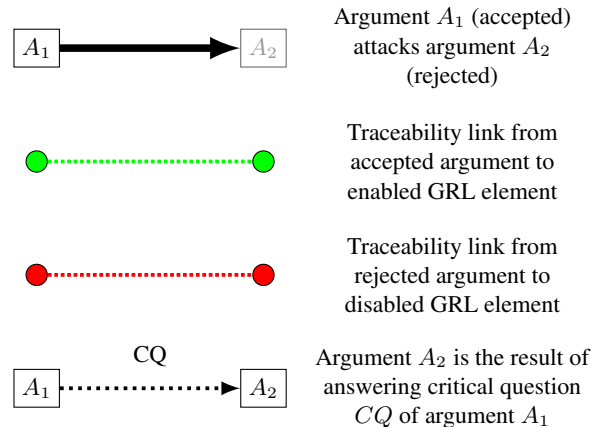 A₁ A₂ Argument A₁ (accepted)
attacks argument A₂
(rejected)
Traceability link from
accepted argument to
enabled GRL element
Traceability link from
rejected argument to
disabled GRL element
CQ
A₁ A₂ Argument A₂ is the result of
answering critical question
CQ of argument A₁